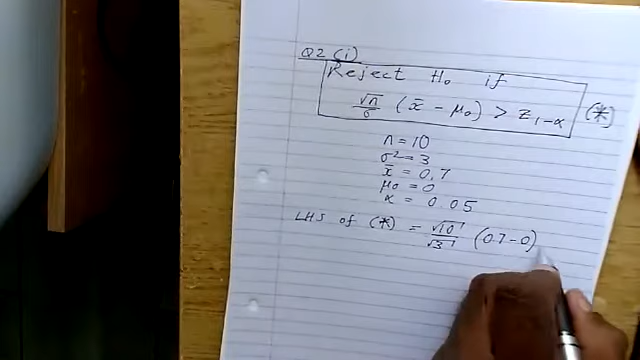 Q2 (i)
Reject H₀ if
√n/σ (x̄ - μ₀) > z₁₋α (*)
n = 10
σ² = 3
x̄ = 0.7
μ₀ = 0
α = 0.05
LHS of (*) = √10/√3 (0.7-0)